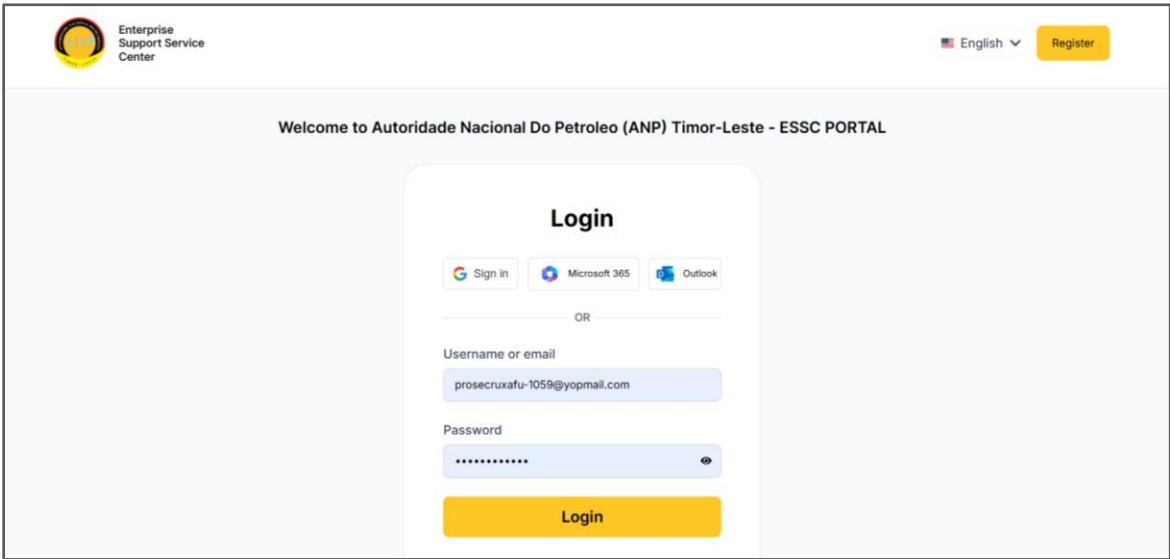 Enterprise
Support Service
Center
English
Register
Welcome to Autoridade Nacional Do Petroleo (ANP) Timor-Leste - ESSC PORTAL
Login
Sign in
Microsoft 365
Outlook
OR
Username or email
prosecruxafu-1059@yopmail.com
Password
••••••••••••
Login